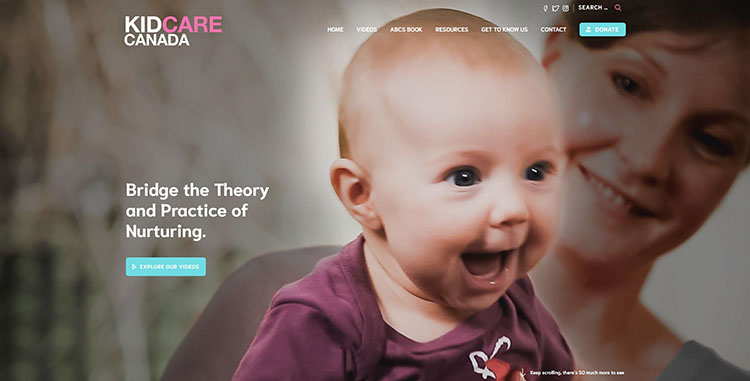 SEARCH ...
KIDCARE
CANADA
HOME VIDEOS ABCS BOOK RESOURCES GET TO KNOW US CONTACT DONATE
Bridge the Theory
and Practice of
Nurturing.
EXPLORE OUR VIDEOS
Keep scrolling, there's SO much more to see